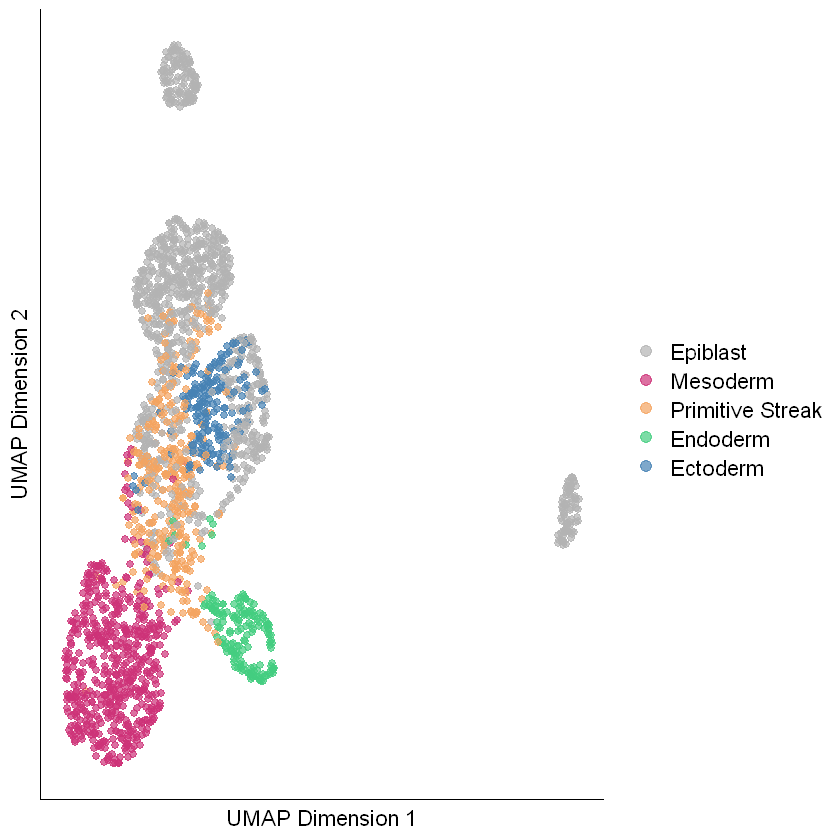 UMAP Dimension 2
Epiblast
Mesoderm
Primitive Streak
Endoderm
Ectoderm
UMAP Dimension 1